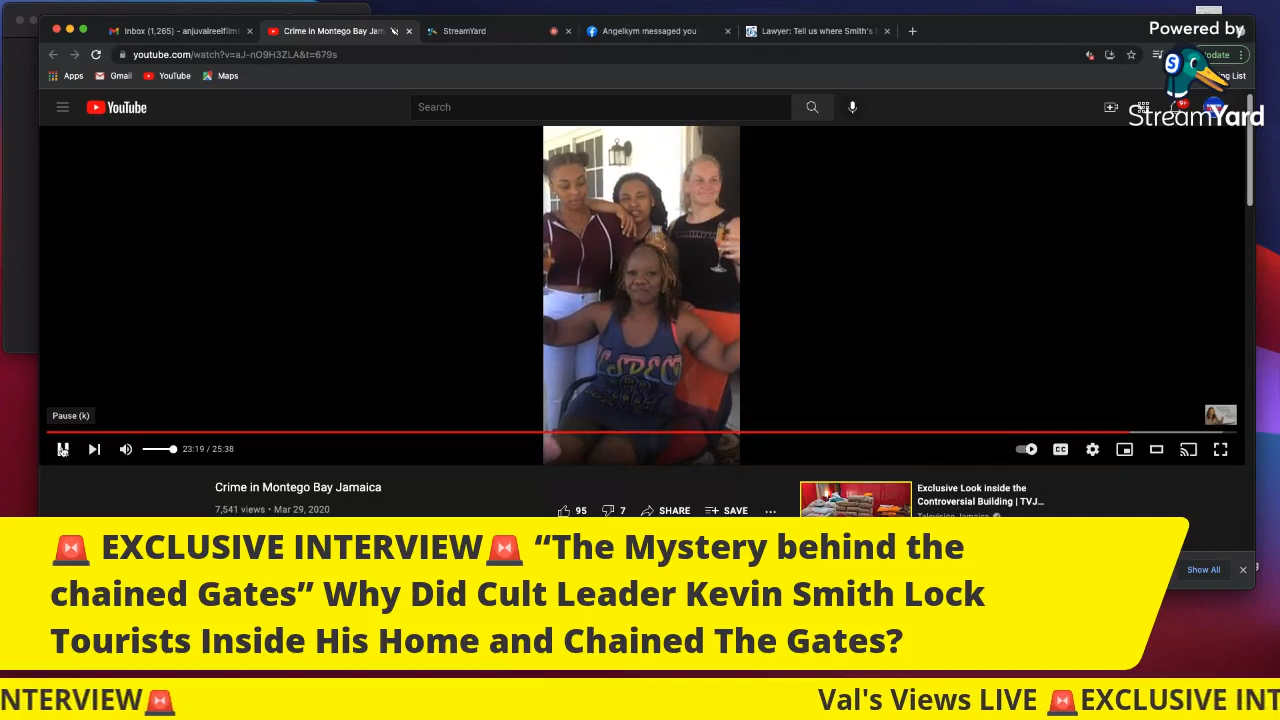 Inbox (1,265) - anjuvalreelfilms
Crime in Montego Bay Jam
StreamYard
Angelkym messaged you
Lawyer: Tell us where Smith's
Powered by
youtube.com/watch?v=aJ-nO9H3ZLA&t=679s
Update
Apps
Gmail
YouTube
Maps
YouTube
Search
9+
StreamYard
Pause (k)
23:19 / 25:38
CC
Crime in Montego Bay Jamaica
7,541 views • Mar 29, 2020
95
7
SHARE
SAVE
Exclusive Look inside the
Controversial Building | TVJ...
Show All
🚨 EXCLUSIVE INTERVIEW🚨 “The Mystery behind the
chained Gates” Why Did Cult Leader Kevin Smith Lock
Tourists Inside His Home and Chained The Gates?
NTERVIEW🚨
Val's Views LIVE 🚨EXCLUSIVE INT